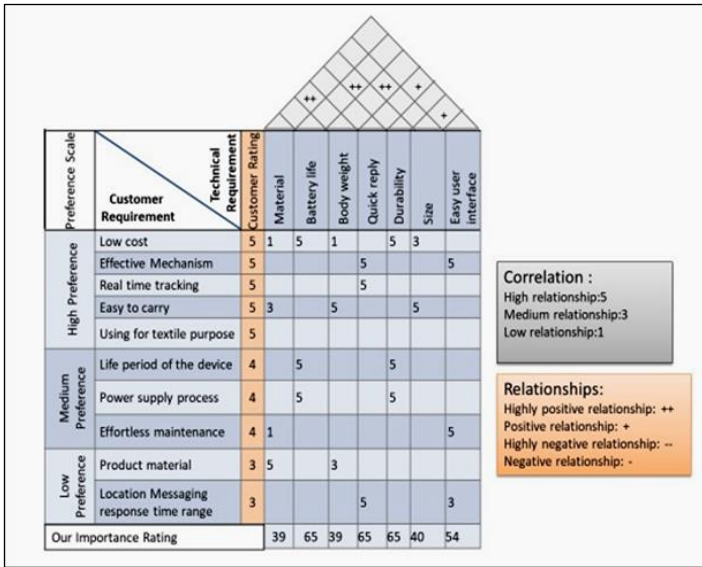 ++ ++ ++ +
+
Preference Scale
Technical
Requirement
Customer
Requirement
Customer Rating
Material
Battery life
Body weight
Quick reply
Durability
Size
Easy user
interface
High Preference
Low cost 5 1 5 1 5 3
Effective Mechanism 5 5 5
Real time tracking 5 5
Easy to carry 5 3 5 5
Using for textile purpose 5
Medium
Preference
Life period of the device 4 5 5
Power supply process 4 5 5
Effortless maintenance 4 1 5
Low
Preference
Product material 3 5 3
Location Messaging
response time range 3 5 3
Our Importance Rating 39 65 39 65 65 40 54
Correlation :
High relationship:5
Medium relationship:3
Low relationship:1
Relationships:
Highly positive relationship: ++
Positive relationship: +
Highly negative relationship: --
Negative relationship: -